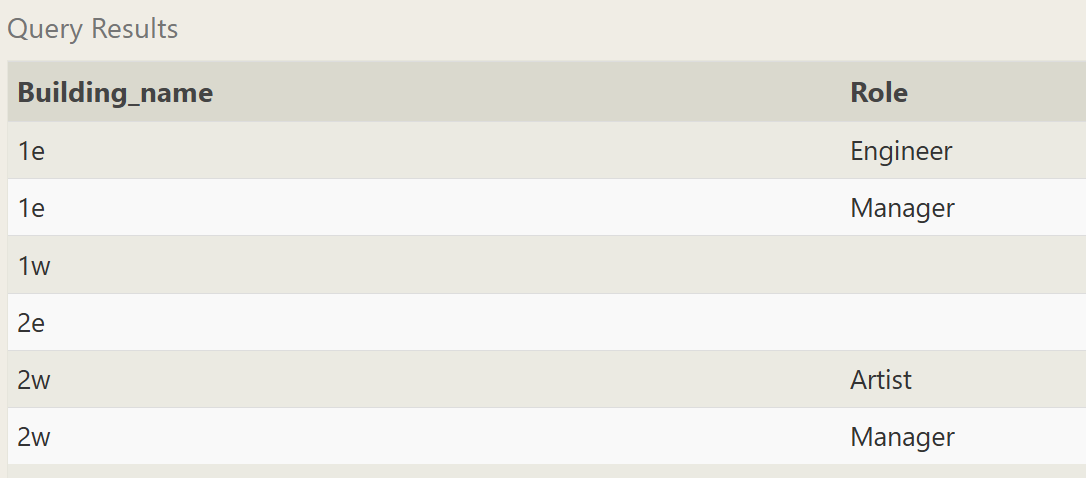 Query Results
Building_name Role
1e Engineer
1e Manager
1w
2e
2w Artist
2w Manager